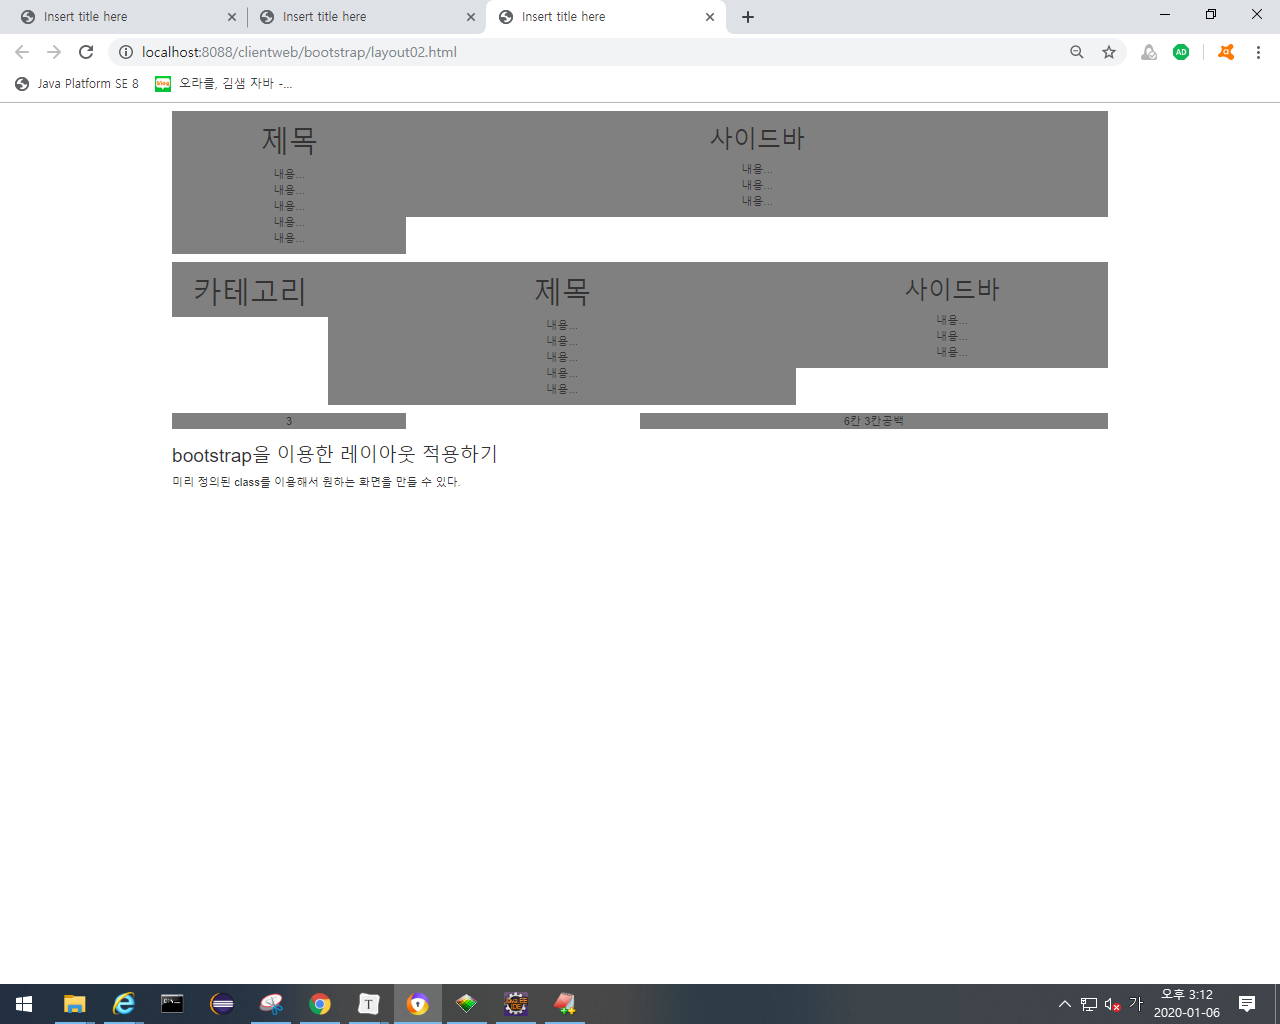 Insert title here
Insert title here
Insert title here
localhost:8088/clientweb/bootstrap/layout02.html
AD
Java Platform SE 8
blog
오라클, 김샘 자바 -...
제목
내용...
내용...
내용...
내용...
내용...
사이드바
내용...
내용...
내용...
카테고리
제목
내용...
내용...
내용...
내용...
내용...
사이드바
내용...
내용...
내용...
3
6칸 3칸공백
bootstrap을 이용한 레이아웃 적용하기
미리 정의된 class를 이용해서 원하는 화면을 만들 수 있다.
T
가
오후 3:12
2020-01-06